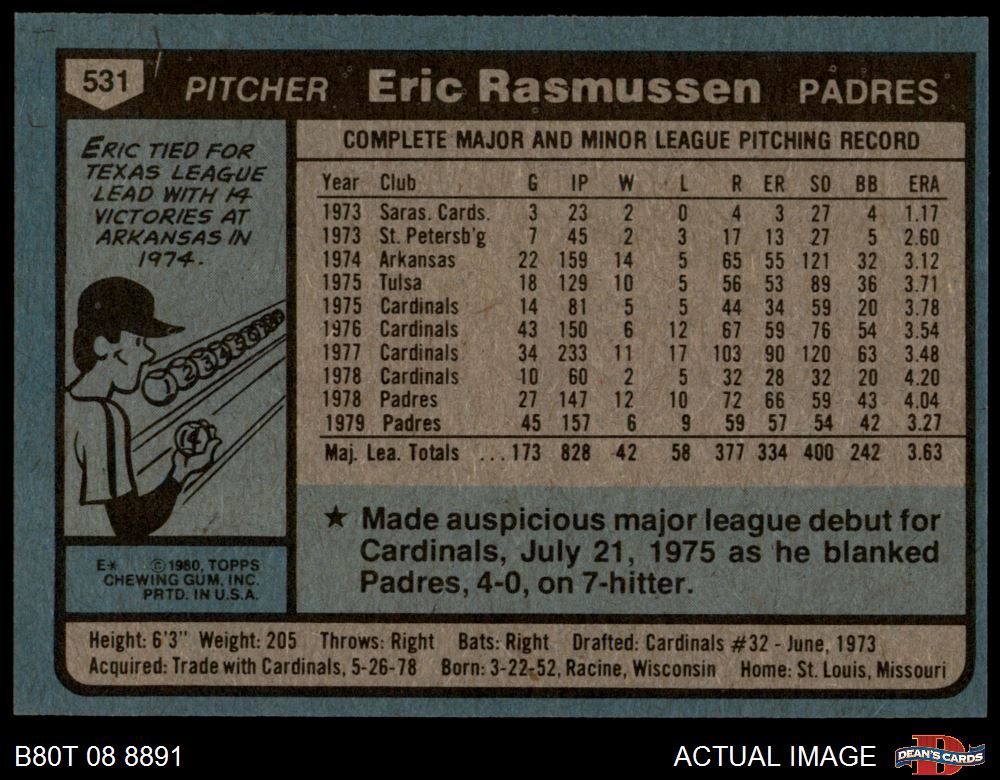 531 PITCHER Eric Rasmussen PADRES
ERIC TIED FOR
TEXAS LEAGUE
LEAD WITH 14
VICTORIES AT
ARKANSAS IN
1974.
1 2 3 4 5 6 7 8 9 10
14
E* ©1980, TOPPS
CHEWING GUM, INC.
PRTD. IN U.S.A.
COMPLETE MAJOR AND MINOR LEAGUE PITCHING RECORD
Year Club G IP W L R ER SO BB ERA
1973 Saras. Cards. 3 23 2 0 4 3 27 4 1.17
1973 St. Petersb'g 7 45 2 3 17 13 27 5 2.60
1974 Arkansas 22 159 14 5 65 55 121 32 3.12
1975 Tulsa 18 129 10 5 56 53 89 36 3.71
1975 Cardinals 14 81 5 5 44 34 59 20 3.78
1976 Cardinals 43 150 6 12 67 59 76 54 3.54
1977 Cardinals 34 233 11 17 103 90 120 63 3.48
1978 Cardinals 10 60 2 5 32 28 32 20 4.20
1978 Padres 27 147 12 10 72 66 59 43 4.04
1979 Padres 45 157 6 9 59 57 54 42 3.27
Maj. Lea. Totals ...173 828 42 58 377 334 400 242 3.63
★ Made auspicious major league debut for
Cardinals, July 21, 1975 as he blanked
Padres, 4-0, on 7-hitter.
Height: 6'3" Weight: 205 Throws: Right Bats: Right Drafted: Cardinals #32 - June, 1973
Acquired: Trade with Cardinals, 5-26-78 Born: 3-22-52, Racine, Wisconsin Home: St. Louis, Missouri
B80T 08 8891 ACTUAL IMAGE DEAN'S CARDS